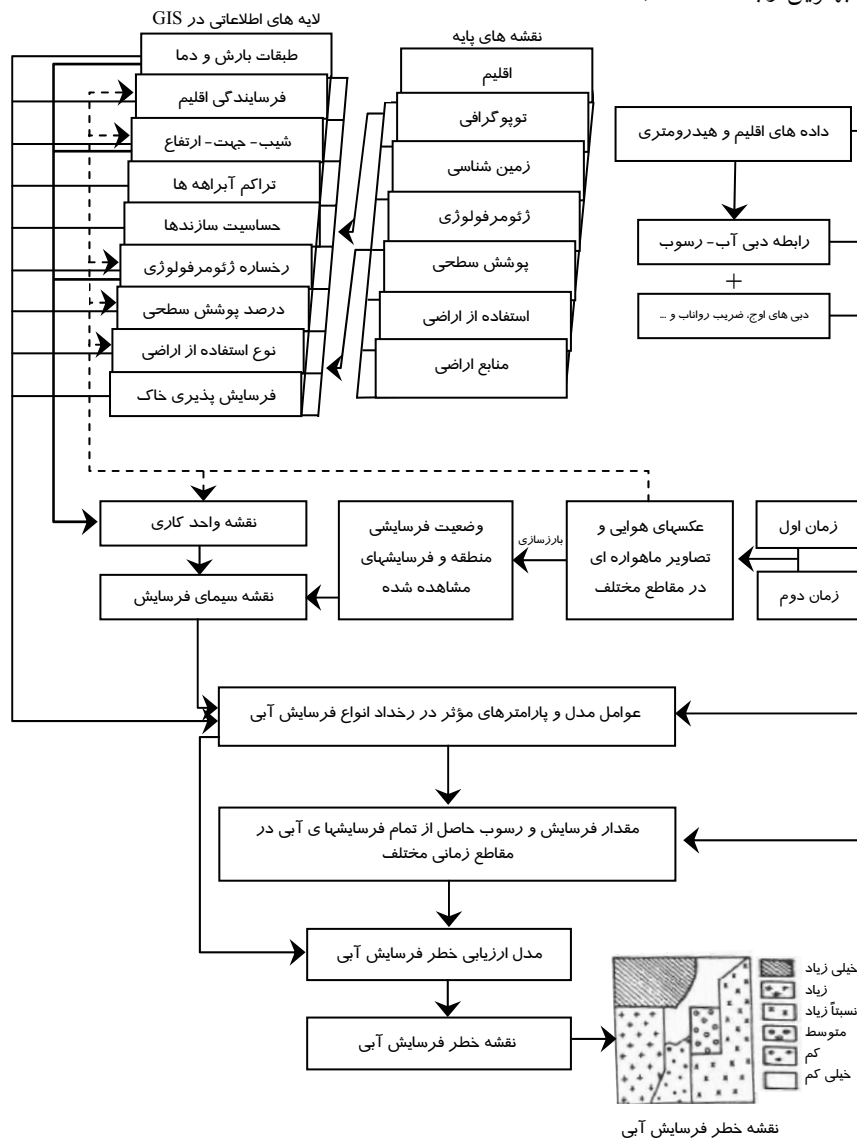 لایه های اطلاعاتی در GIS
طبقات بارش و دما
فرسایندگی اقلیم
شیب- جهت- ارتفاع
تراکم آبراهه ها
حساسیت سازندها
رخساره ژئومرفولوژی
درصد پوشش سطحی
نوع استفاده از اراضی
فرسایش پذیری خاک
نقشه های پایه
اقلیم
توپوگرافی
زمین شناسی
ژئومرفولوژی
پوشش سطحی
استفاده از اراضی
منابع اراضی
داده های اقلیم و هیدرومتری
رابطه دبی آب- رسوب
+
دبی های اوج، ضریب رواناب و ...
زمان اول
زمان دوم
عکسهای هوایی و
تصاویر ماهواره ای
در مقاطع مختلف
بارزسازی
وضعیت فرسایشی
منطقه و فرسایشهای
مشاهده شده
نقشه واحد کاری
نقشه سیمای فرسایش
عوامل مدل و پارامترهای مؤثر در رخداد انواع فرسایش آبی
مقدار فرسایش و رسوب حاصل از تمام فرسایشها ی آبی در
مقاطع زمانی مختلف
مدل ارزیابی خطر فرسایش آبی
نقشه خطر فرسایش آبی
خیلی زیاد
زیاد
نسبتاً زیاد
متوسط
کم
خیلی کم
نقشه خطر فرسایش آبی